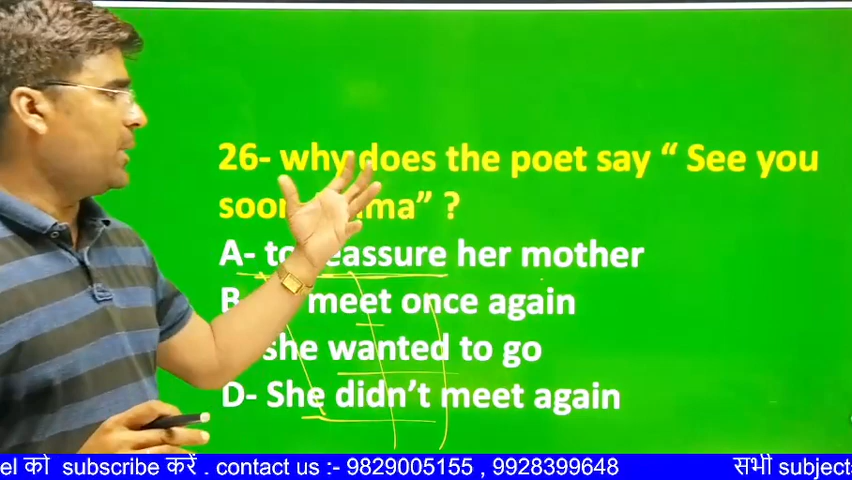 26- why does the poet say “ See you
soon “ ?
A- to reassure her mother
B- meet once again
she wanted to go
D- She didn’t meet again
el को subscribe करें . contact us :- 9829005155 , 9928399648 सभी subject